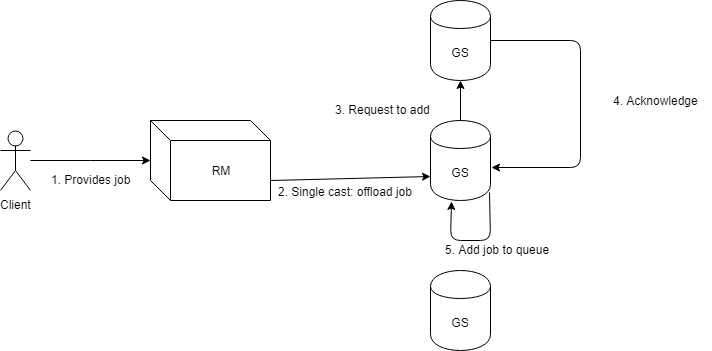 GS
4. Acknowledge
3. Request to add
RM
GS
1. Provides job
2. Single cast: offload job
Client
5. Add job to queue
GS